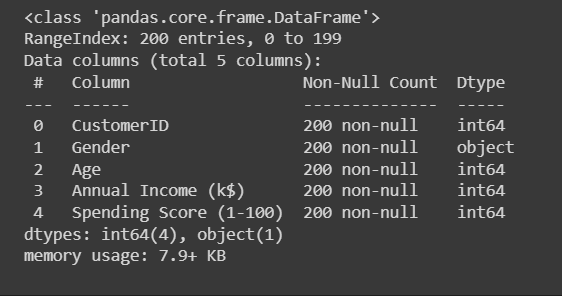 <class 'pandas.core.frame.DataFrame'>
RangeIndex: 200 entries, 0 to 199
Data columns (total 5 columns):
 #   Column                  Non-Null Count  Dtype
---  ------                  --------------  -----
 0   CustomerID              200 non-null    int64
 1   Gender                  200 non-null    object
 2   Age                     200 non-null    int64
 3   Annual Income (k$)      200 non-null    int64
 4   Spending Score (1-100)  200 non-null    int64
dtypes: int64(4), object(1)
memory usage: 7.9+ KB